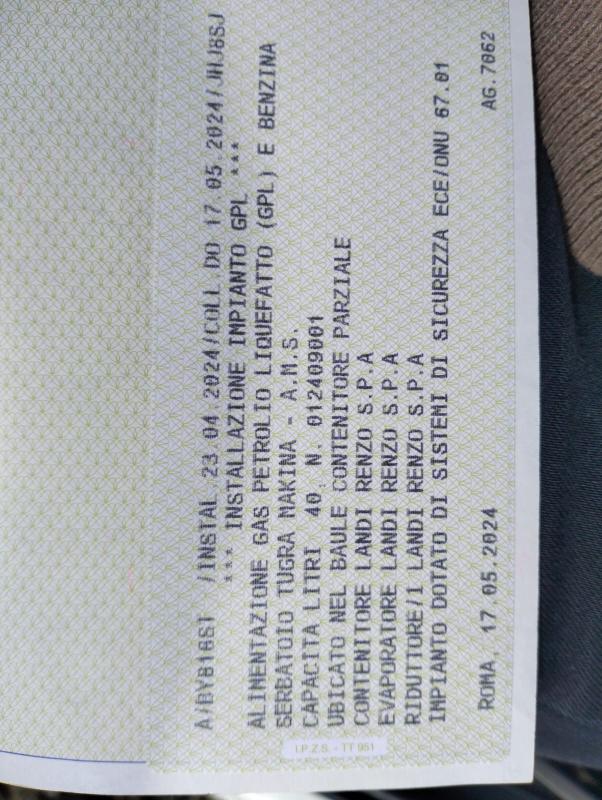 A/BY816ST /INSTAL 23.04.2024/COLL.DO 17.05.2024/JHJ8SJ
*** INSTALLAZIONE IMPIANTO GPL ***
ALIMENTAZIONE GAS PETROLIO LIQUEFATTO (GPL) E BENZINA
SERBATOIO TUGRA MAKINA - A.M.S.
CAPACITA LITRI 40, N. 012409001
UBICATO NEL BAULE CONTENITORE PARZIALE
CONTENITORE LANDI RENZO S.P.A
EVAPORATORE LANDI RENZO S.P.A
RIDUTTORE/I LANDI RENZO S.P.A
IMPIANTO DOTATO DI SISTEMI DI SICUREZZA ECE/ONU 67.01
ROMA, 17.05.2024 AG.7062
I.P.Z.S. - TT 951